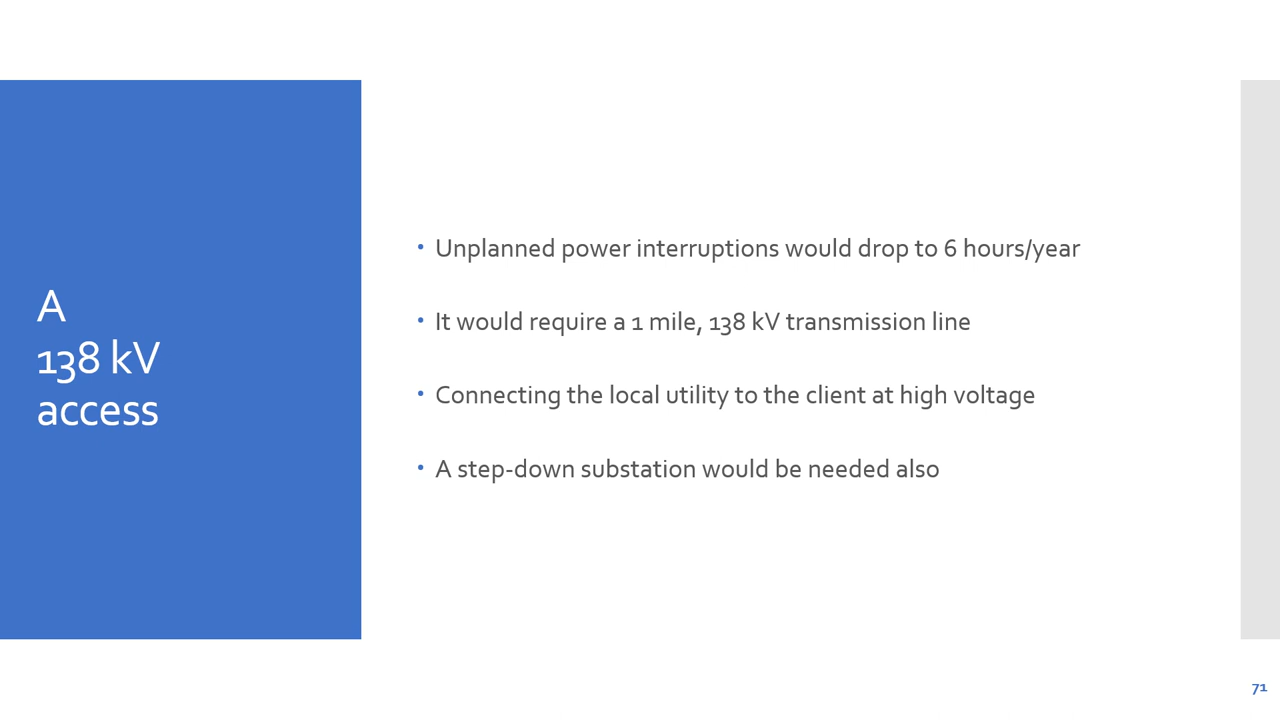 A
138 kV
access
• Unplanned power interruptions would drop to 6 hours/year
• It would require a 1 mile, 138 kV transmission line
• Connecting the local utility to the client at high voltage
• A step-down substation would be needed also
71